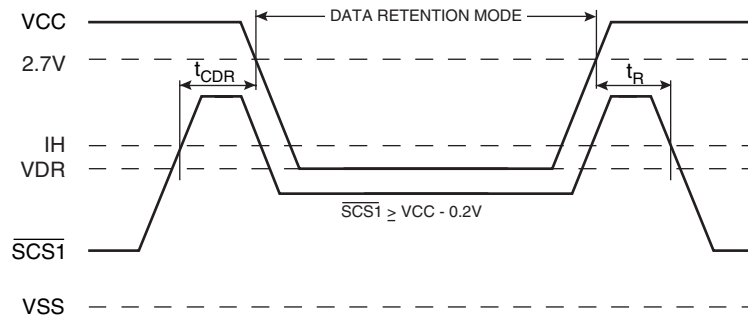 VCC
DATA RETENTION MODE
2.7V
tCDR
tR
IH
VDR
SCS1 ≥ VCC - 0.2V
SCS1
VSS